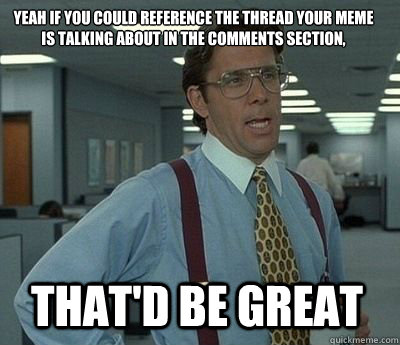 YEAH IF YOU COULD REFERENCE THE THREAD YOUR MEME
IS TALKING ABOUT IN THE COMMENTS SECTION,
THAT'D BE GREAT
quickmeme.com